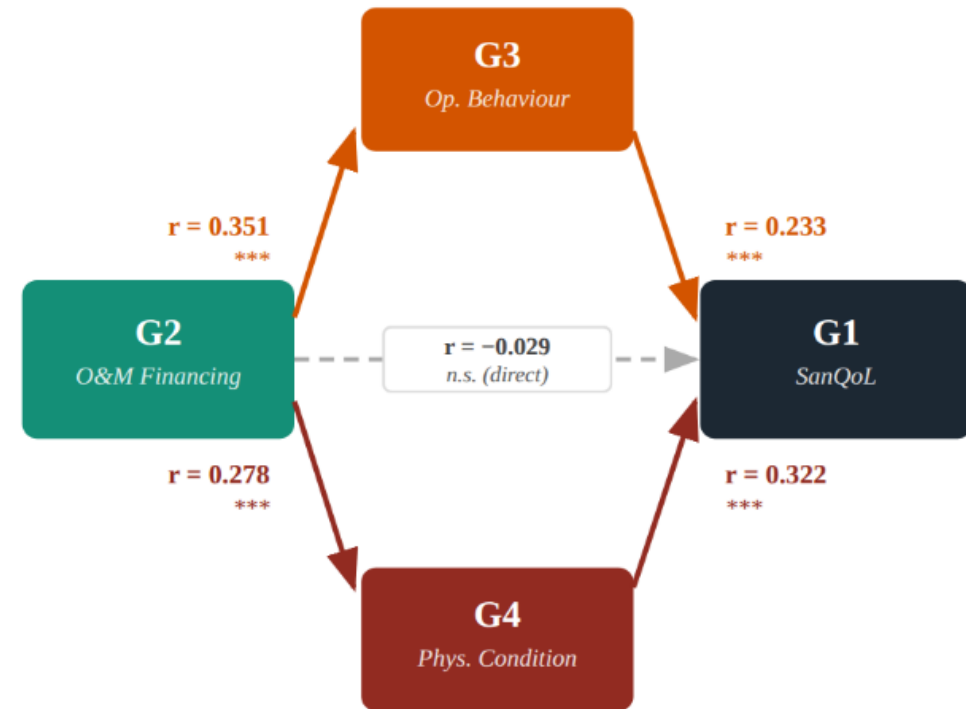 G3
Op. Behaviour
r = 0.351
***
r = 0.233
***
G2
O&M Financing
r = −0.029
n.s. (direct)
G1
SanQoL
r = 0.278
***
r = 0.322
***
G4
Phys. Condition